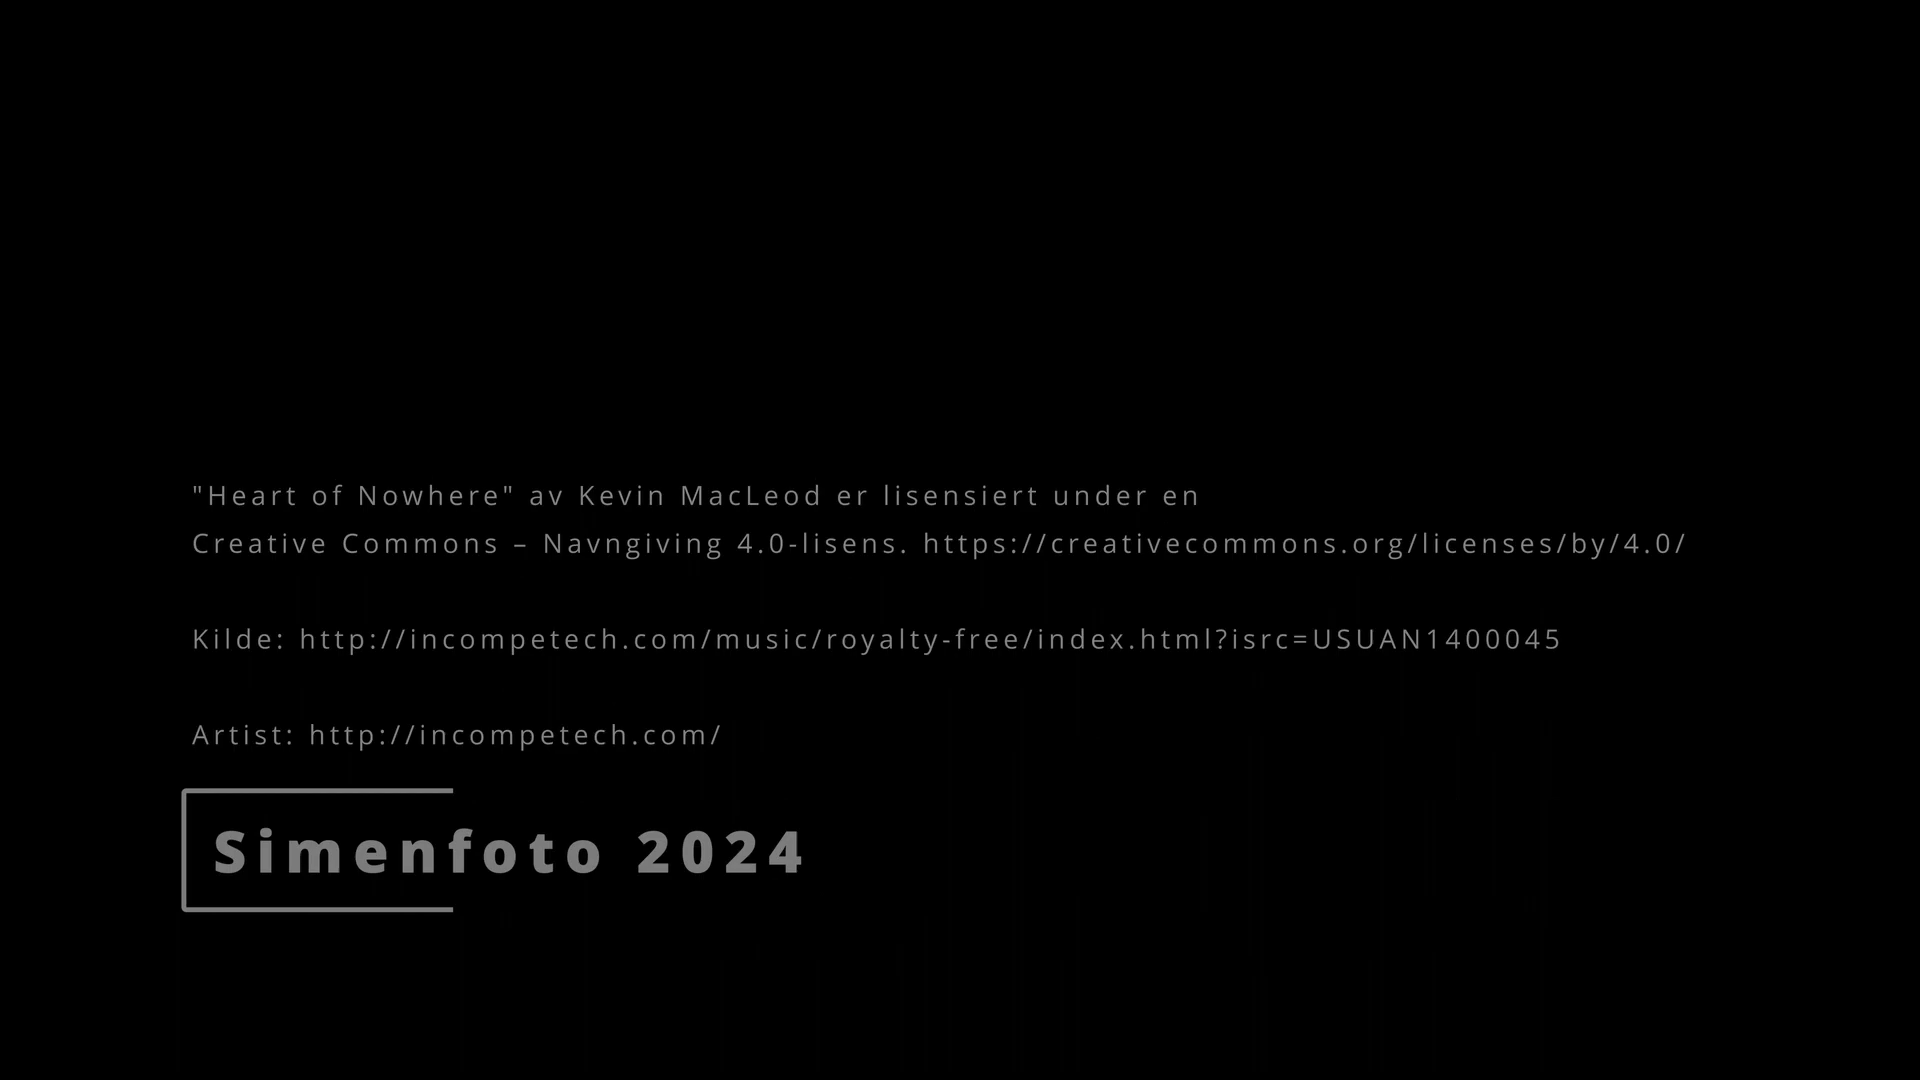 "Heart of Nowhere" av Kevin MacLeod er lisensiert under en
Creative Commons – Navngiving 4.0-lisens. https://creativecommons.org/licenses/by/4.0/
Kilde: http://incompetech.com/music/royalty-free/index.html?isrc=USUAN1400045
Artist: http://incompetech.com/
Simenfoto 2024